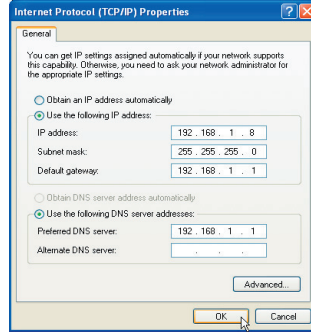 Internet Protocol (TCP/IP) Properties
General
You can get IP settings assigned automatically if your network supports
this capability. Otherwise, you need to ask your network administrator for
the appropriate IP settings.
Obtain an IP address automatically
Use the following IP address:
IP address: 192 . 168 . 1 . 8
Subnet mask: 255 . 255 . 255 . 0
Default gateway: 192 . 168 . 1 . 1
Obtain DNS server address automatically
Use the following DNS server addresses:
Preferred DNS server: 192 . 168 . 1 . 1
Alternate DNS server: . . .
Advanced...
OK Cancel